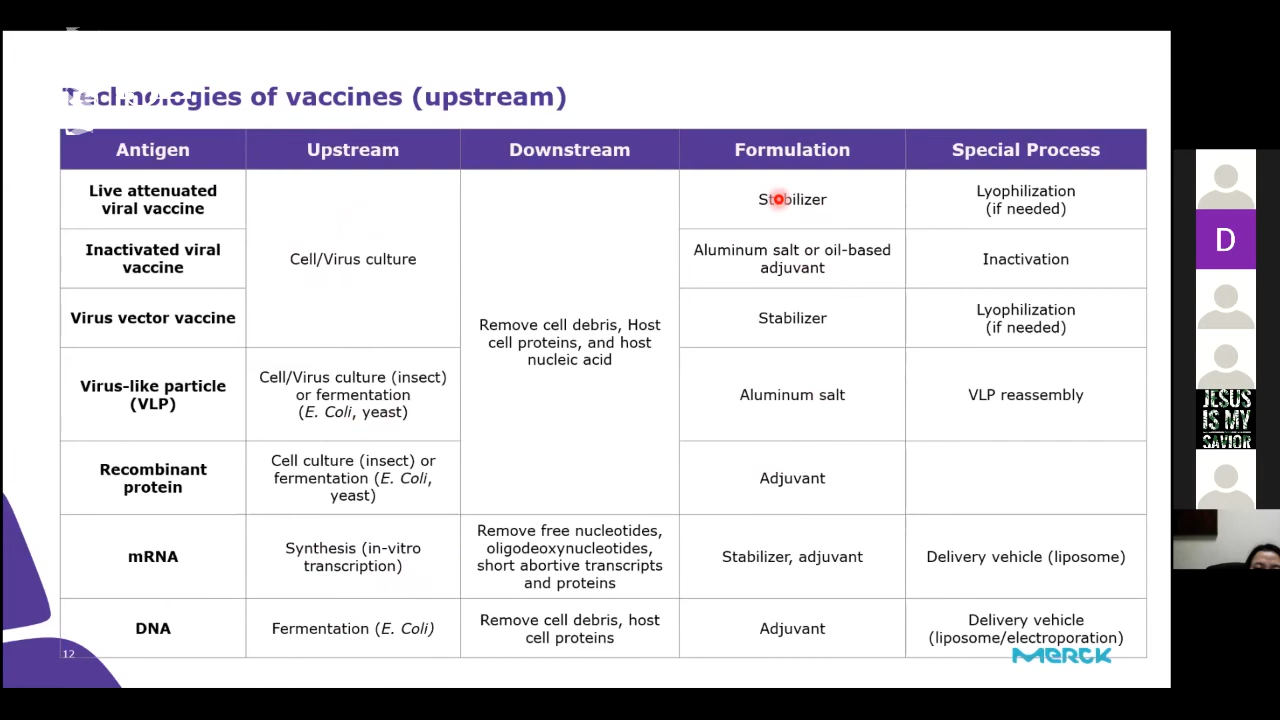 Technologies of vaccines (upstream)
Antigen
Upstream
Downstream
Formulation
Special Process
Live attenuated
viral vaccine
Cell/Virus culture
Remove cell debris, Host
cell proteins, and host
nucleic acid
Stabilizer
Lyophilization
(if needed)
Inactivated viral
vaccine
Aluminum salt or oil-based
adjuvant
Inactivation
Virus vector vaccine
Stabilizer
Lyophilization
(if needed)
Virus-like particle
(VLP)
Cell/Virus culture (insect)
or fermentation
(E. Coli, yeast)
Aluminum salt
VLP reassembly
Recombinant
protein
Cell culture (insect) or
fermentation (E. Coli,
yeast)
Adjuvant
mRNA
Synthesis (in-vitro
transcription)
Remove free nucleotides,
oligodeoxynucleotides,
short abortive transcripts
and proteins
Stabilizer, adjuvant
Delivery vehicle (liposome)
DNA
Fermentation (E. Coli)
Remove cell debris, host
cell proteins
Adjuvant
Delivery vehicle
(liposome/electroporation)
12
MERCK
D
JESUS
IS MY
SAVIOR